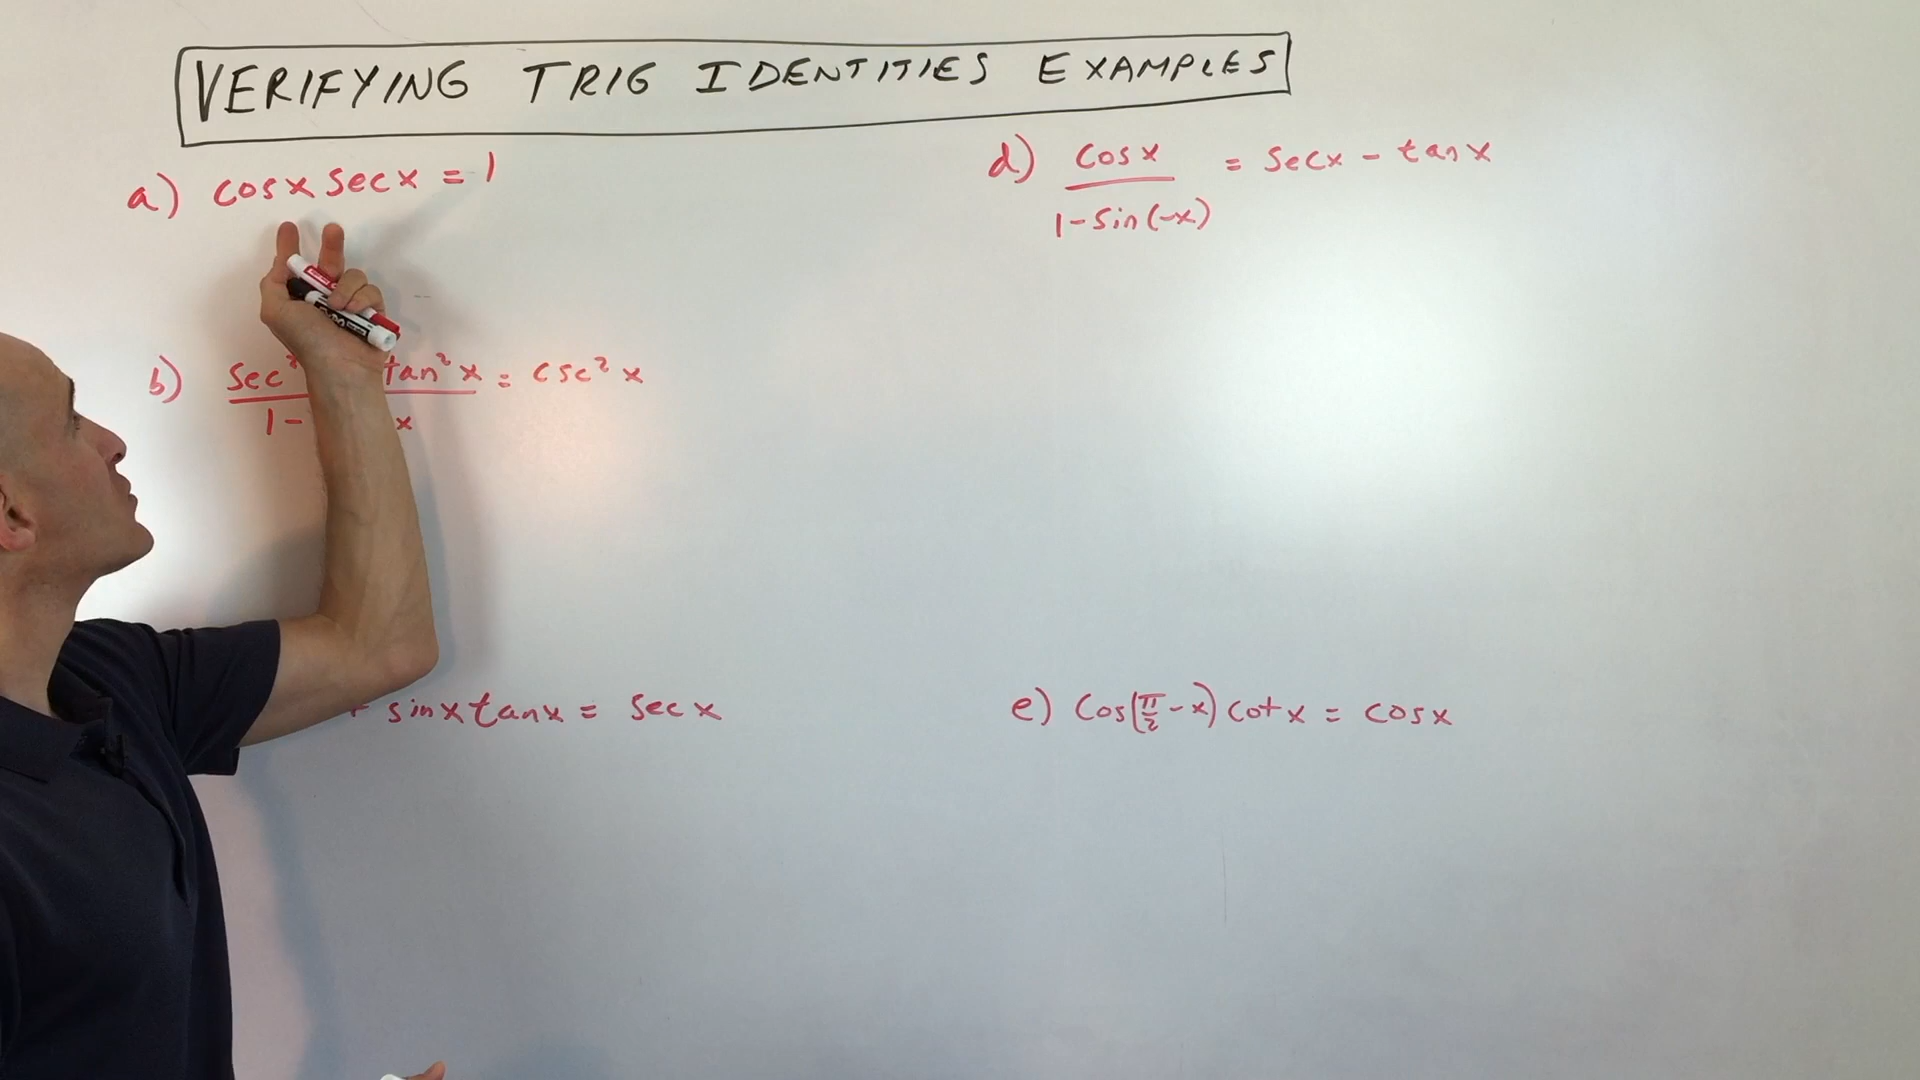 VERIFYING TRIG IDENTITIES EXAMPLES
a) cosx secx = 1
b) sec² tan²x = csc²x
1- x
+ sinx tanx = secx
d) cosx = secx - tanx
1-sin(-x)
e) cos(π/2 - x) cotx = cosx